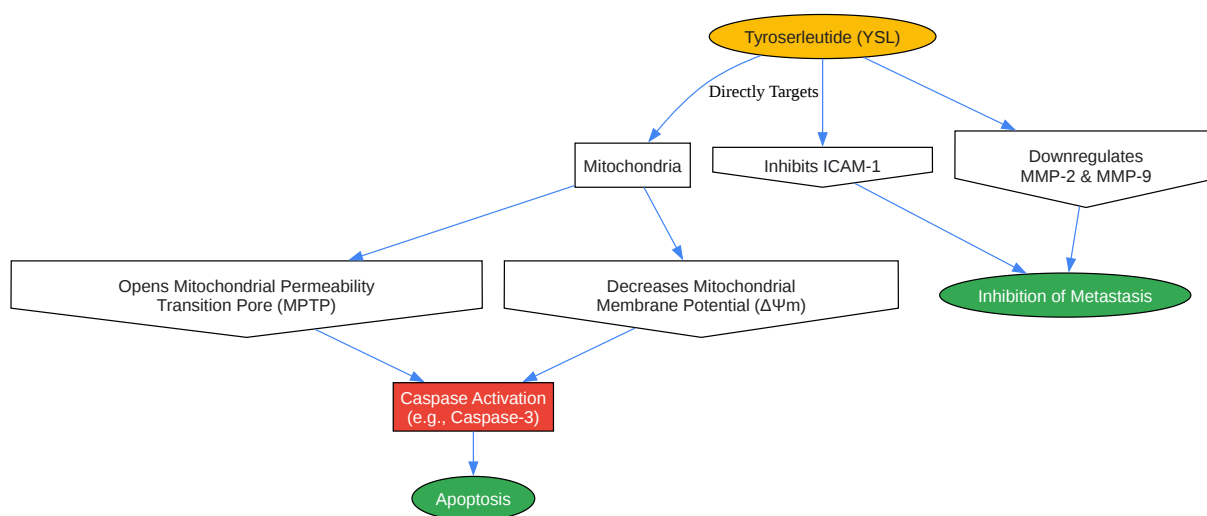 Tyroserleutide (YSL)
Directly Targets
Mitochondria
Inhibits ICAM-1
Downregulates
MMP-2 & MMP-9
Opens Mitochondrial Permeability
Transition Pore (MPTP)
Decreases Mitochondrial
Membrane Potential (ΔΨm)
Inhibition of Metastasis
Caspase Activation
(e.g., Caspase-3)
Apoptosis